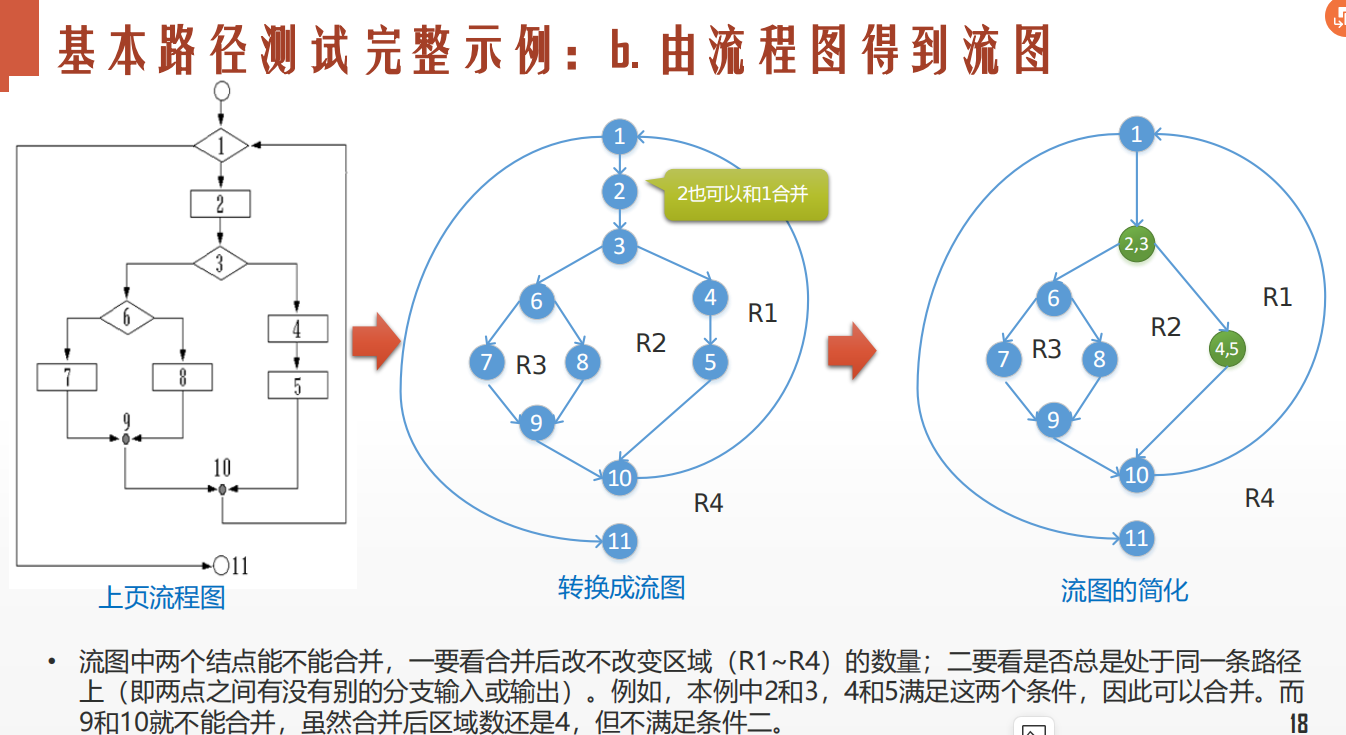 基本路径测试完整示例：b.由流程图得到流图
1
2
3
6
4
7
8
5
9
10
11
上页流程图
1
2
2也可以和1合并
3
6
4
R1
R2
7
R3
8
5
9
10
R4
11
转换成流图
1
2,3
R1
6
R2
7
R3
8
4,5
9
10
R4
11
流图的简化
• 流图中两个结点能不能合并，一要看合并后改不改变区域（R1~R4）的数量；二要看是否总是处于同一条路径
上（即两点之间有没有别的分支输入或输出）。例如，本例中2和3，4和5满足这两个条件，因此可以合并。而
9和10就不能合并，虽然合并后区域数还是4，但不满足条件二。
18